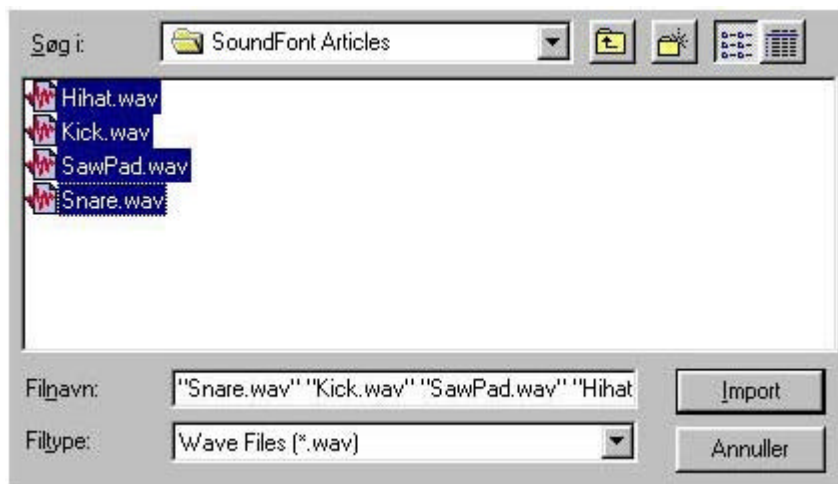 Søg i: SoundFont Articles
Hihat.wav
Kick.wav
SawPad.wav
Snare.wav
Filnavn: "Snare.wav" "Kick.wav" "SawPad.wav" "Hihat
Import
Filtype: Wave Files (*.wav)
Annuller